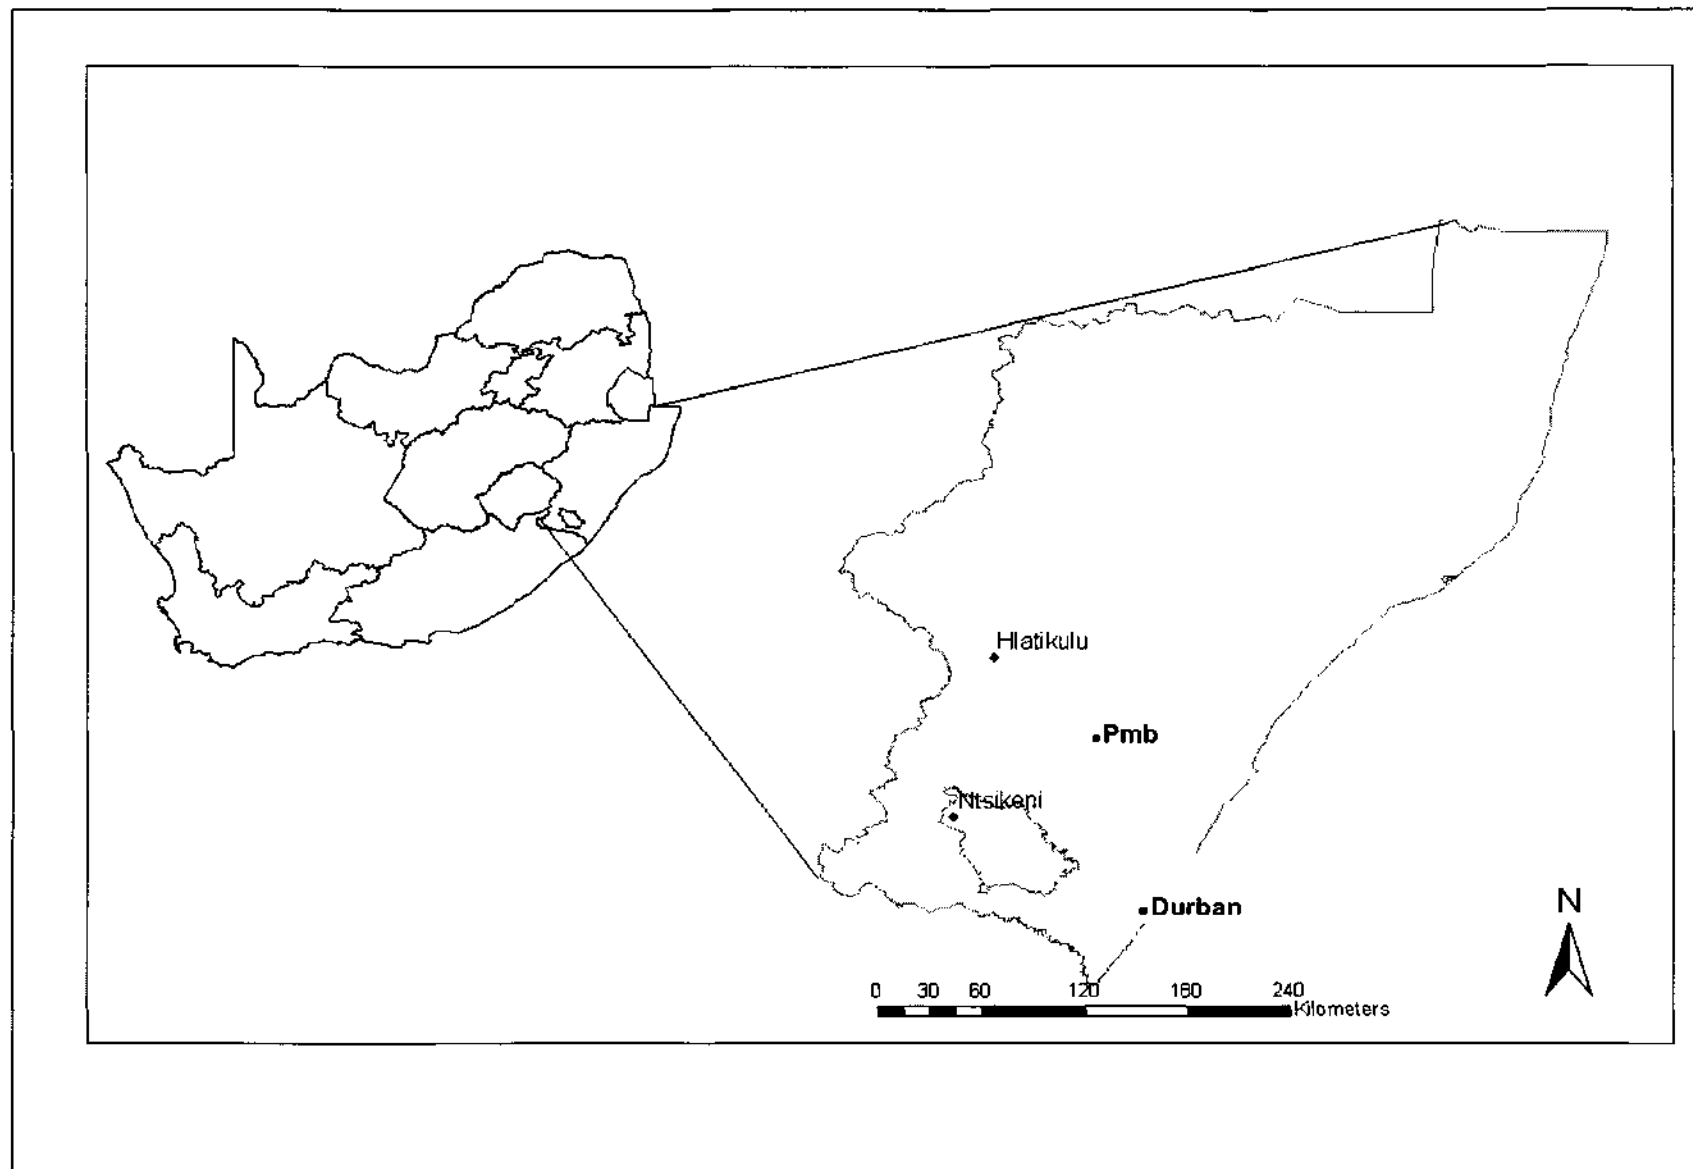 Hlatikulu
Pmb
Ntsikeni
Durban
N
0 30 60 120 180 240
Kilometers